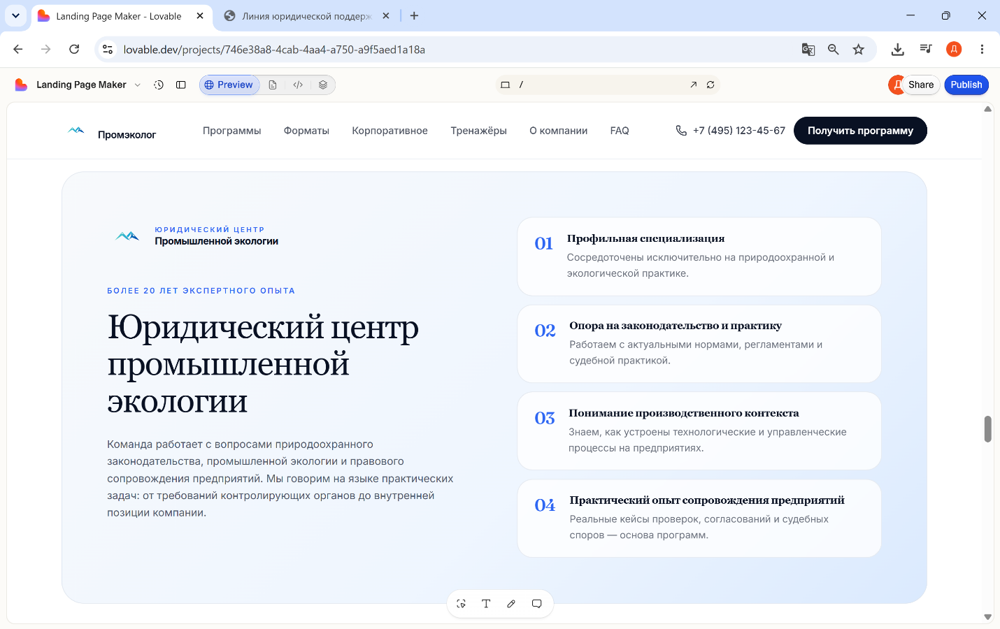 Landing Page Maker - Lovable
Линия юридической поддерж
lovable.dev/projects/746e38a8-4cab-4aa4-a750-a9f5aed1a18a
Д
Landing Page Maker
Preview
/
Д
Share
Publish
Промэколог
Программы
Форматы
Корпоративное
Тренажёры
О компании
FAQ
+7 (495) 123-45-67
Получить программу
ЮРИДИЧЕСКИЙ ЦЕНТР
Промышленной экологии
БОЛЕЕ 20 ЛЕТ ЭКСПЕРТНОГО ОПЫТА
Юридический центр
промышленной
экологии
Команда работает с вопросами природоохранного
законодательства, промышленной экологии и правового
сопровождения предприятий. Мы говорим на языке практических
задач: от требований контролирующих органов до внутренней
позиции компании.
01
Профильная специализация
Сосредоточены исключительно на природоохранной и
экологической практике.
02
Опора на законодательство и практику
Работаем с актуальными нормами, регламентами и
судебной практикой.
03
Понимание производственного контекста
Знаем, как устроены технологические и управленческие
процессы на предприятиях.
04
Практический опыт сопровождения предприятий
Реальные кейсы проверок, согласований и судебных
споров — основа программ.